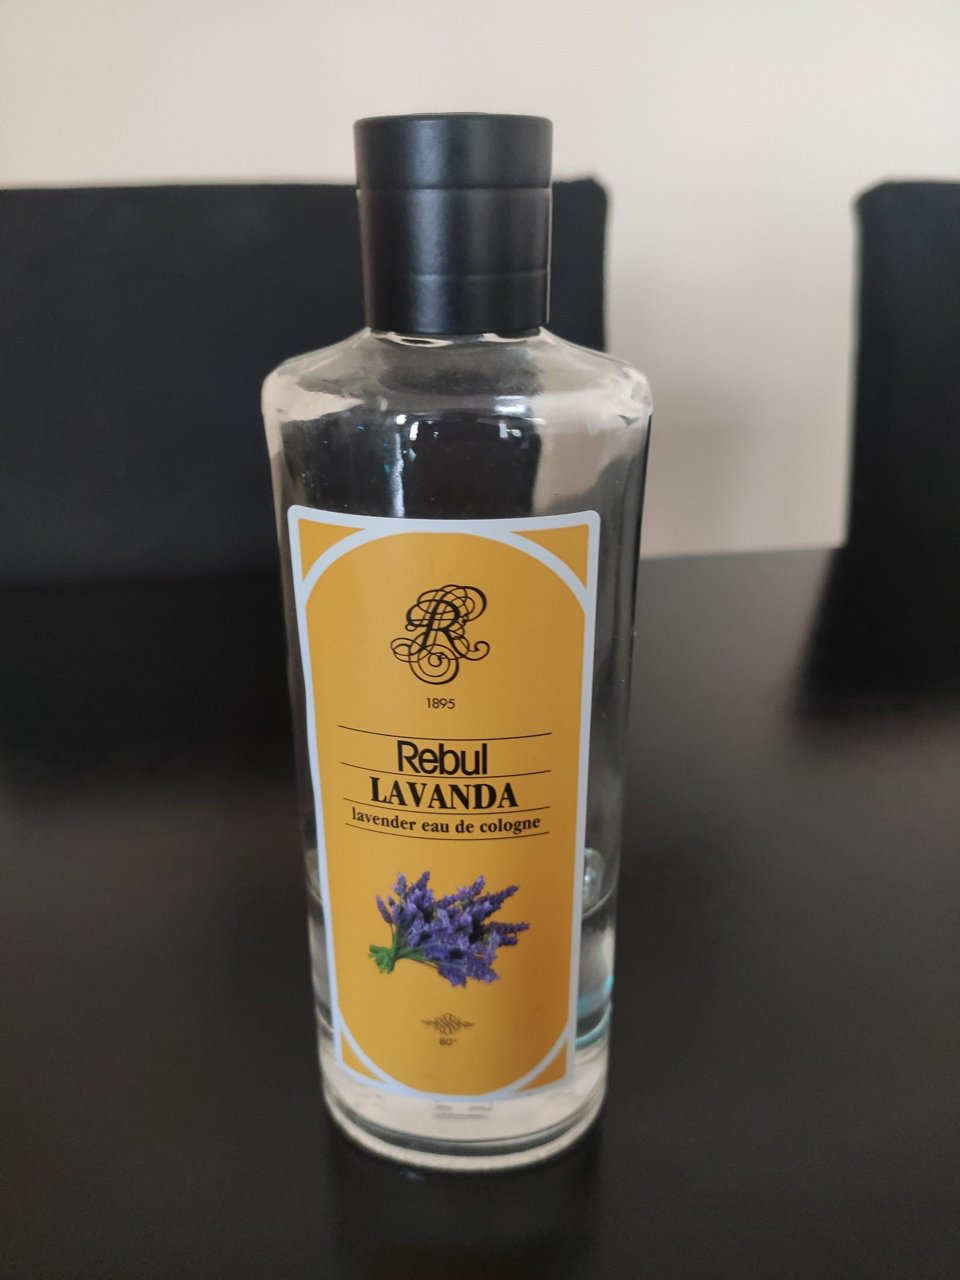 R
1895
Rebul
LAVANDA
lavender eau de cologne
80°